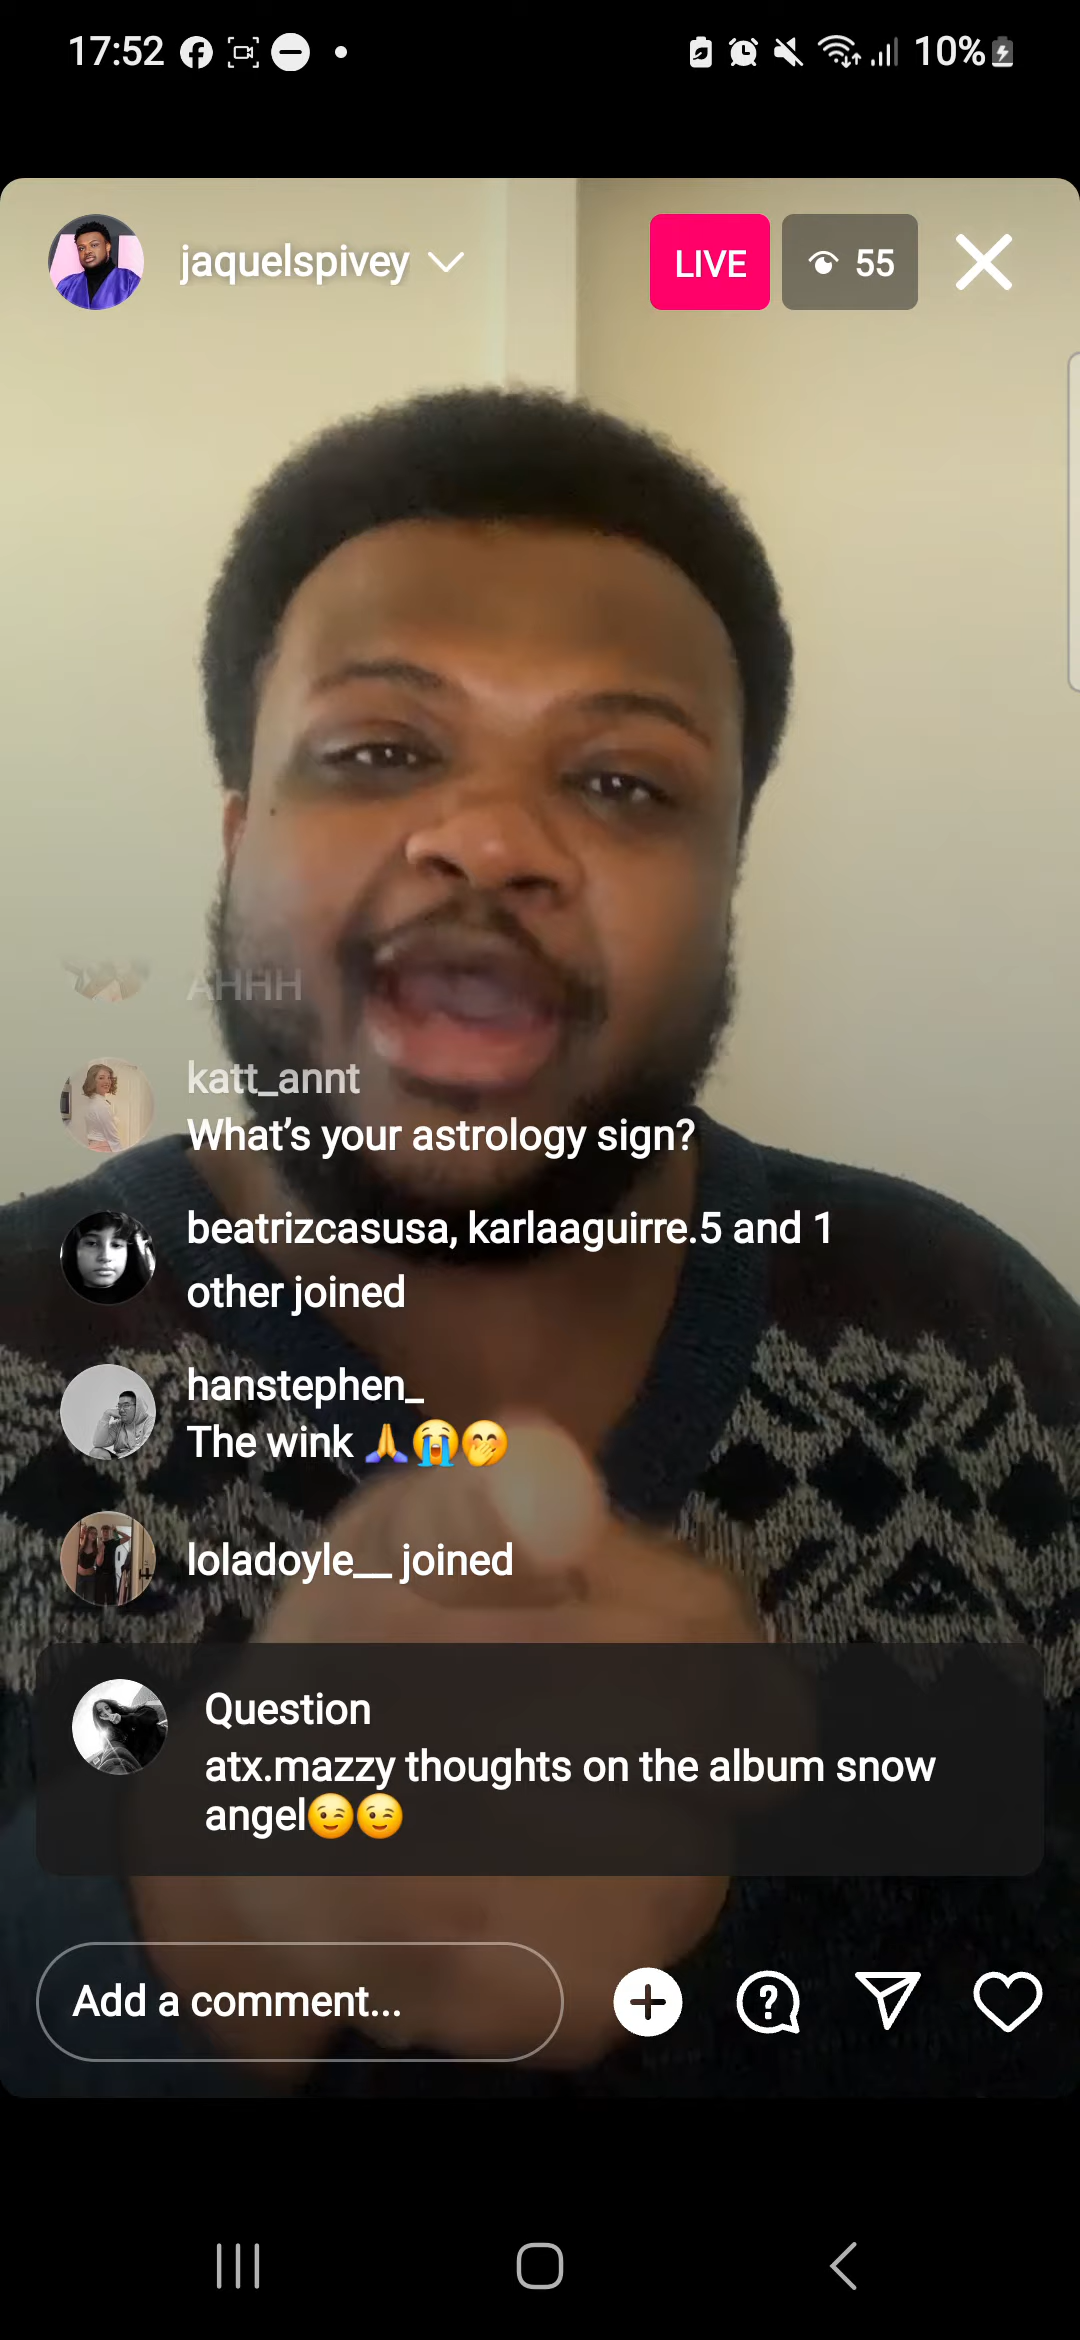 17:52
10%
jaquelspivey
LIVE
55
AHHH
katt_annt
What’s your astrology sign?
beatrizcasusa, karlaaguirre.5 and 1
other joined
hanstephen_
The wink 🙏😭🤭
loladoyle__ joined
Question
atx.mazzy thoughts on the album snow
angel😉😉
Add a comment...